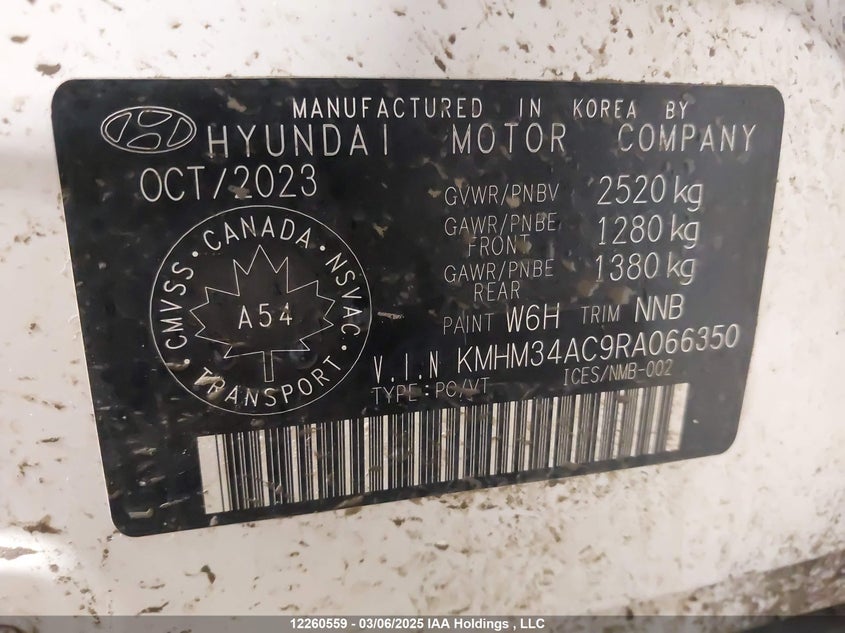 MANUFACTURED IN KOREA BY
HYUNDAI MOTOR COMPANY
OCT/2023
GVWR/PNBV 2520 kg
GAWR/PNBE FRONT 1280 kg
GAWR/PNBE REAR 1380 kg
CMVSS · CANADA · NSVAC
A54
TRANSPORT
PAINT W6H TRIM NNB
V.I.N KMHM34AC9RA066350
TYPE:PC/VT ICES/NMB-002
12260559 - 03/06/2025 IAA Holdings , LLC